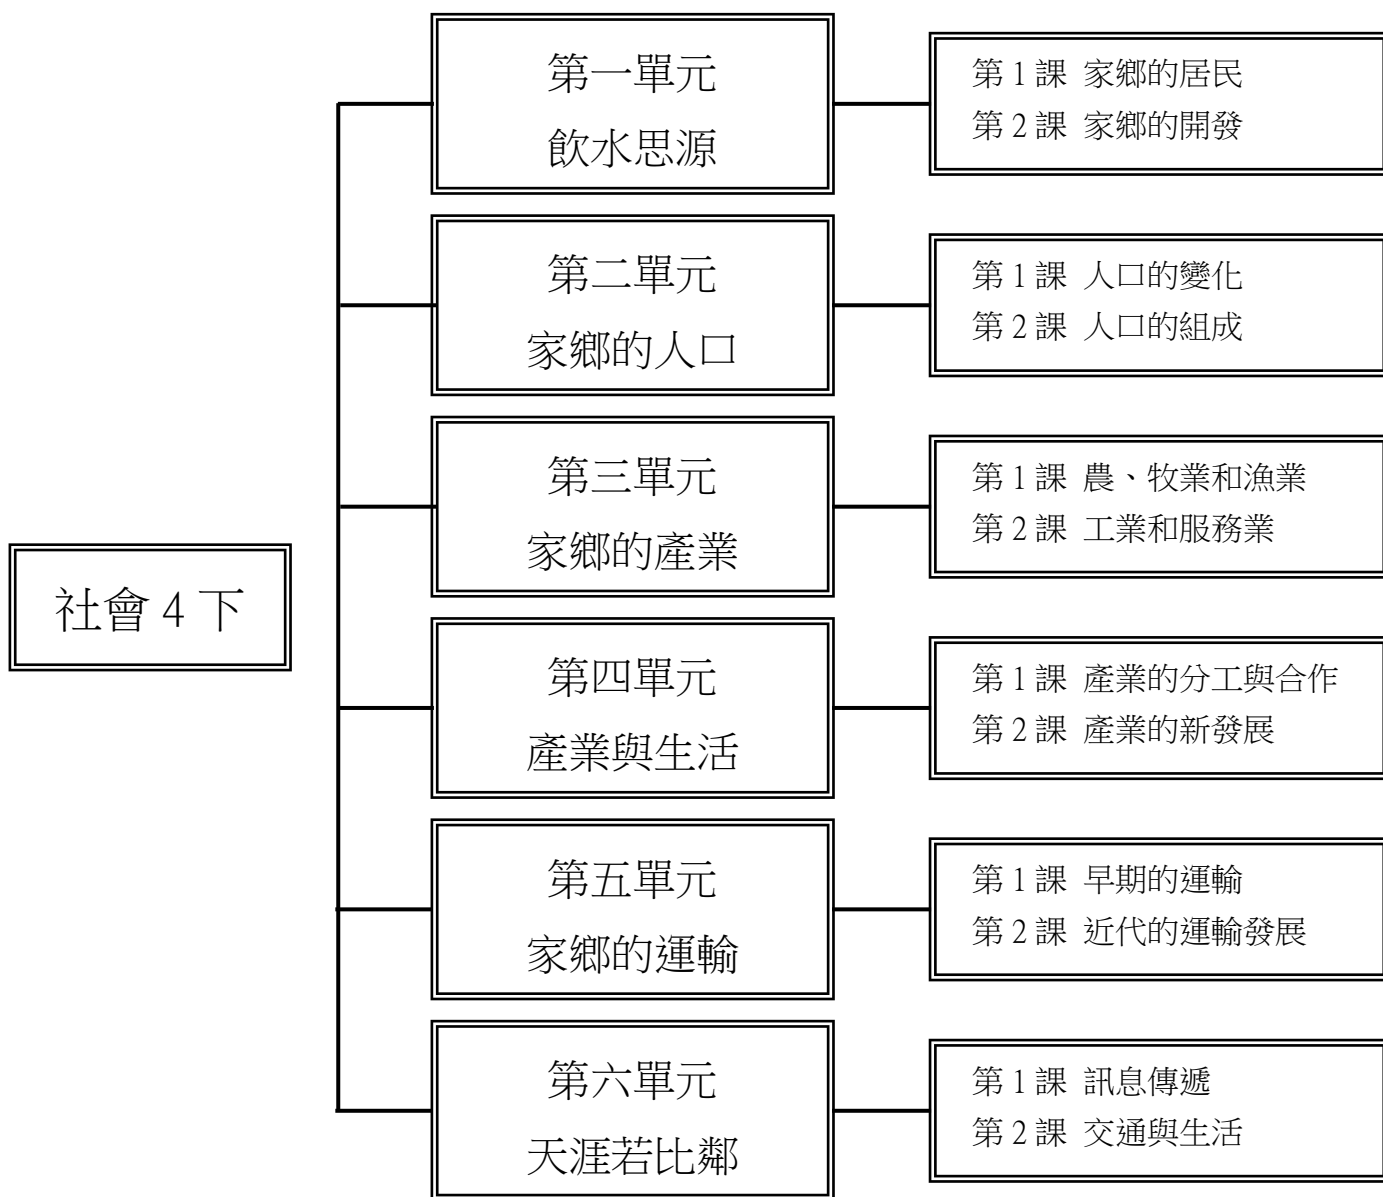 社會 4 下
第一單元
飲水思源
第 1 課 家鄉的居民
第 2 課 家鄉的開發
第二單元
家鄉的人口
第 1 課 人口的變化
第 2 課 人口的組成
第三單元
家鄉的產業
第 1 課 農、牧業和漁業
第 2 課 工業和服務業
第四單元
產業與生活
第 1 課 產業的分工與合作
第 2 課 產業的新發展
第五單元
家鄉的運輸
第 1 課 早期的運輸
第 2 課 近代的運輸發展
第六單元
天涯若比鄰
第 1 課 訊息傳遞
第 2 課 交通與生活